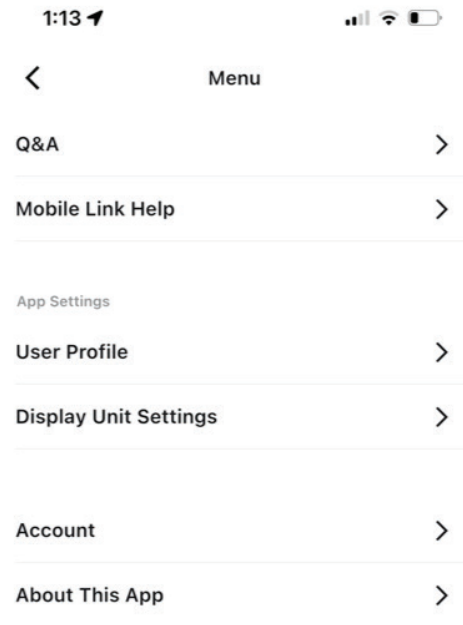 1:13
Menu
Q&A
Mobile Link Help
App Settings
User Profile
Display Unit Settings
Account
About This App